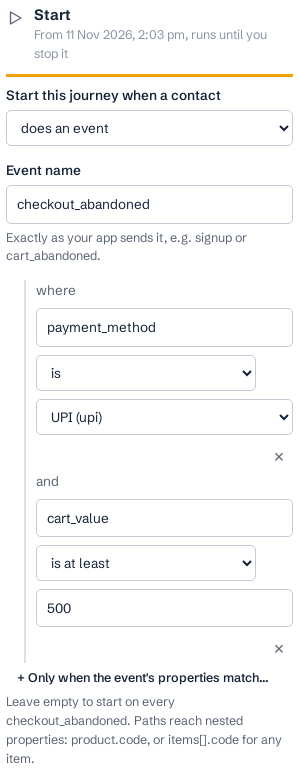 Start
From 11 Nov 2026, 2:03 pm, runs until you
stop it
Start this journey when a contact
does an event
Event name
checkout_abandoned
Exactly as your app sends it, e.g. signup or
cart_abandoned.
where
payment_method
is
UPI (upi)
×
and
cart_value
is at least
500
×
+ Only when the event's properties match...
Leave empty to start on every
checkout_abandoned. Paths reach nested
properties: product.code, or items[].code for any
item.